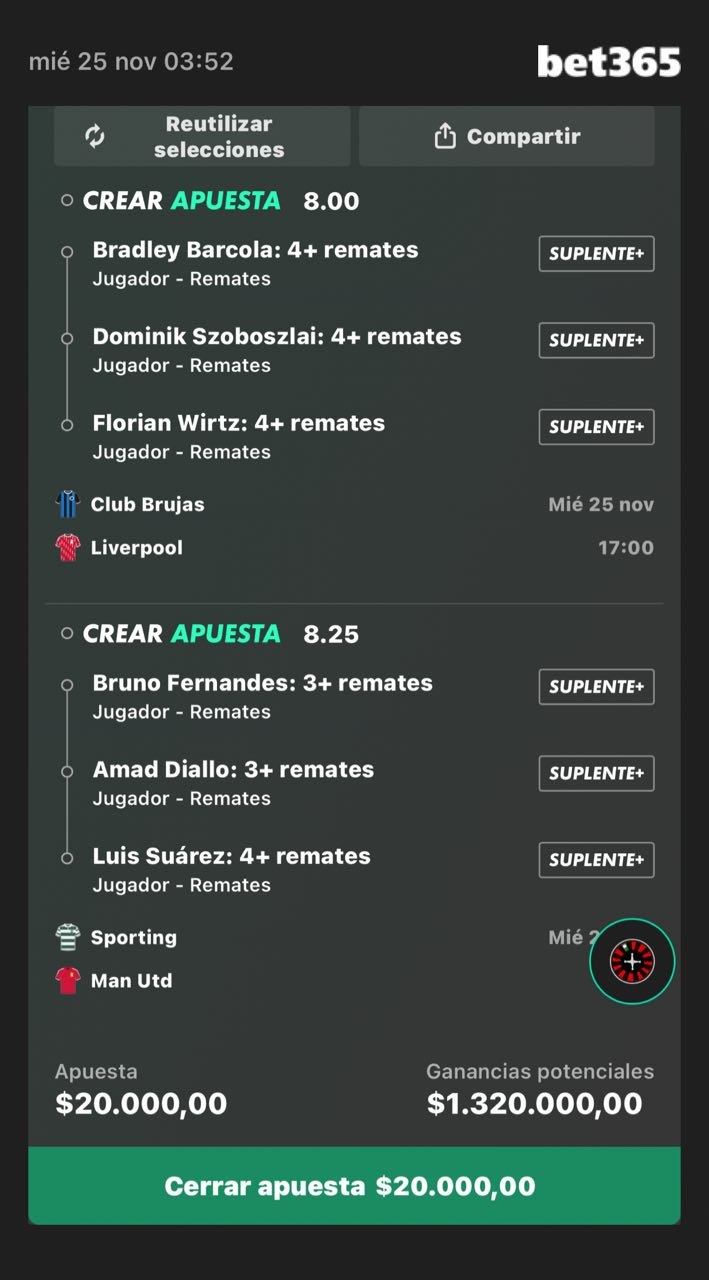 mié 25 nov 03:52
bet365
Reutilizar
selecciones
Compartir
CREAR APUESTA 8.00
Bradley Barcola: 4+ remates
SUPLENTE+
Jugador - Remates
Dominik Szoboszlai: 4+ remates
SUPLENTE+
Jugador - Remates
Florian Wirtz: 4+ remates
SUPLENTE+
Jugador - Remates
Club Brujas
Mié 25 nov
Liverpool
17:00
CREAR APUESTA 8.25
Bruno Fernandes: 3+ remates
SUPLENTE+
Jugador - Remates
Amad Diallo: 3+ remates
SUPLENTE+
Jugador - Remates
Luis Suárez: 4+ remates
SUPLENTE+
Jugador - Remates
Sporting
Mié
Man Utd
Apuesta
Ganancias potenciales
$20.000,00
$1.320.000,00
Cerrar apuesta $20.000,00